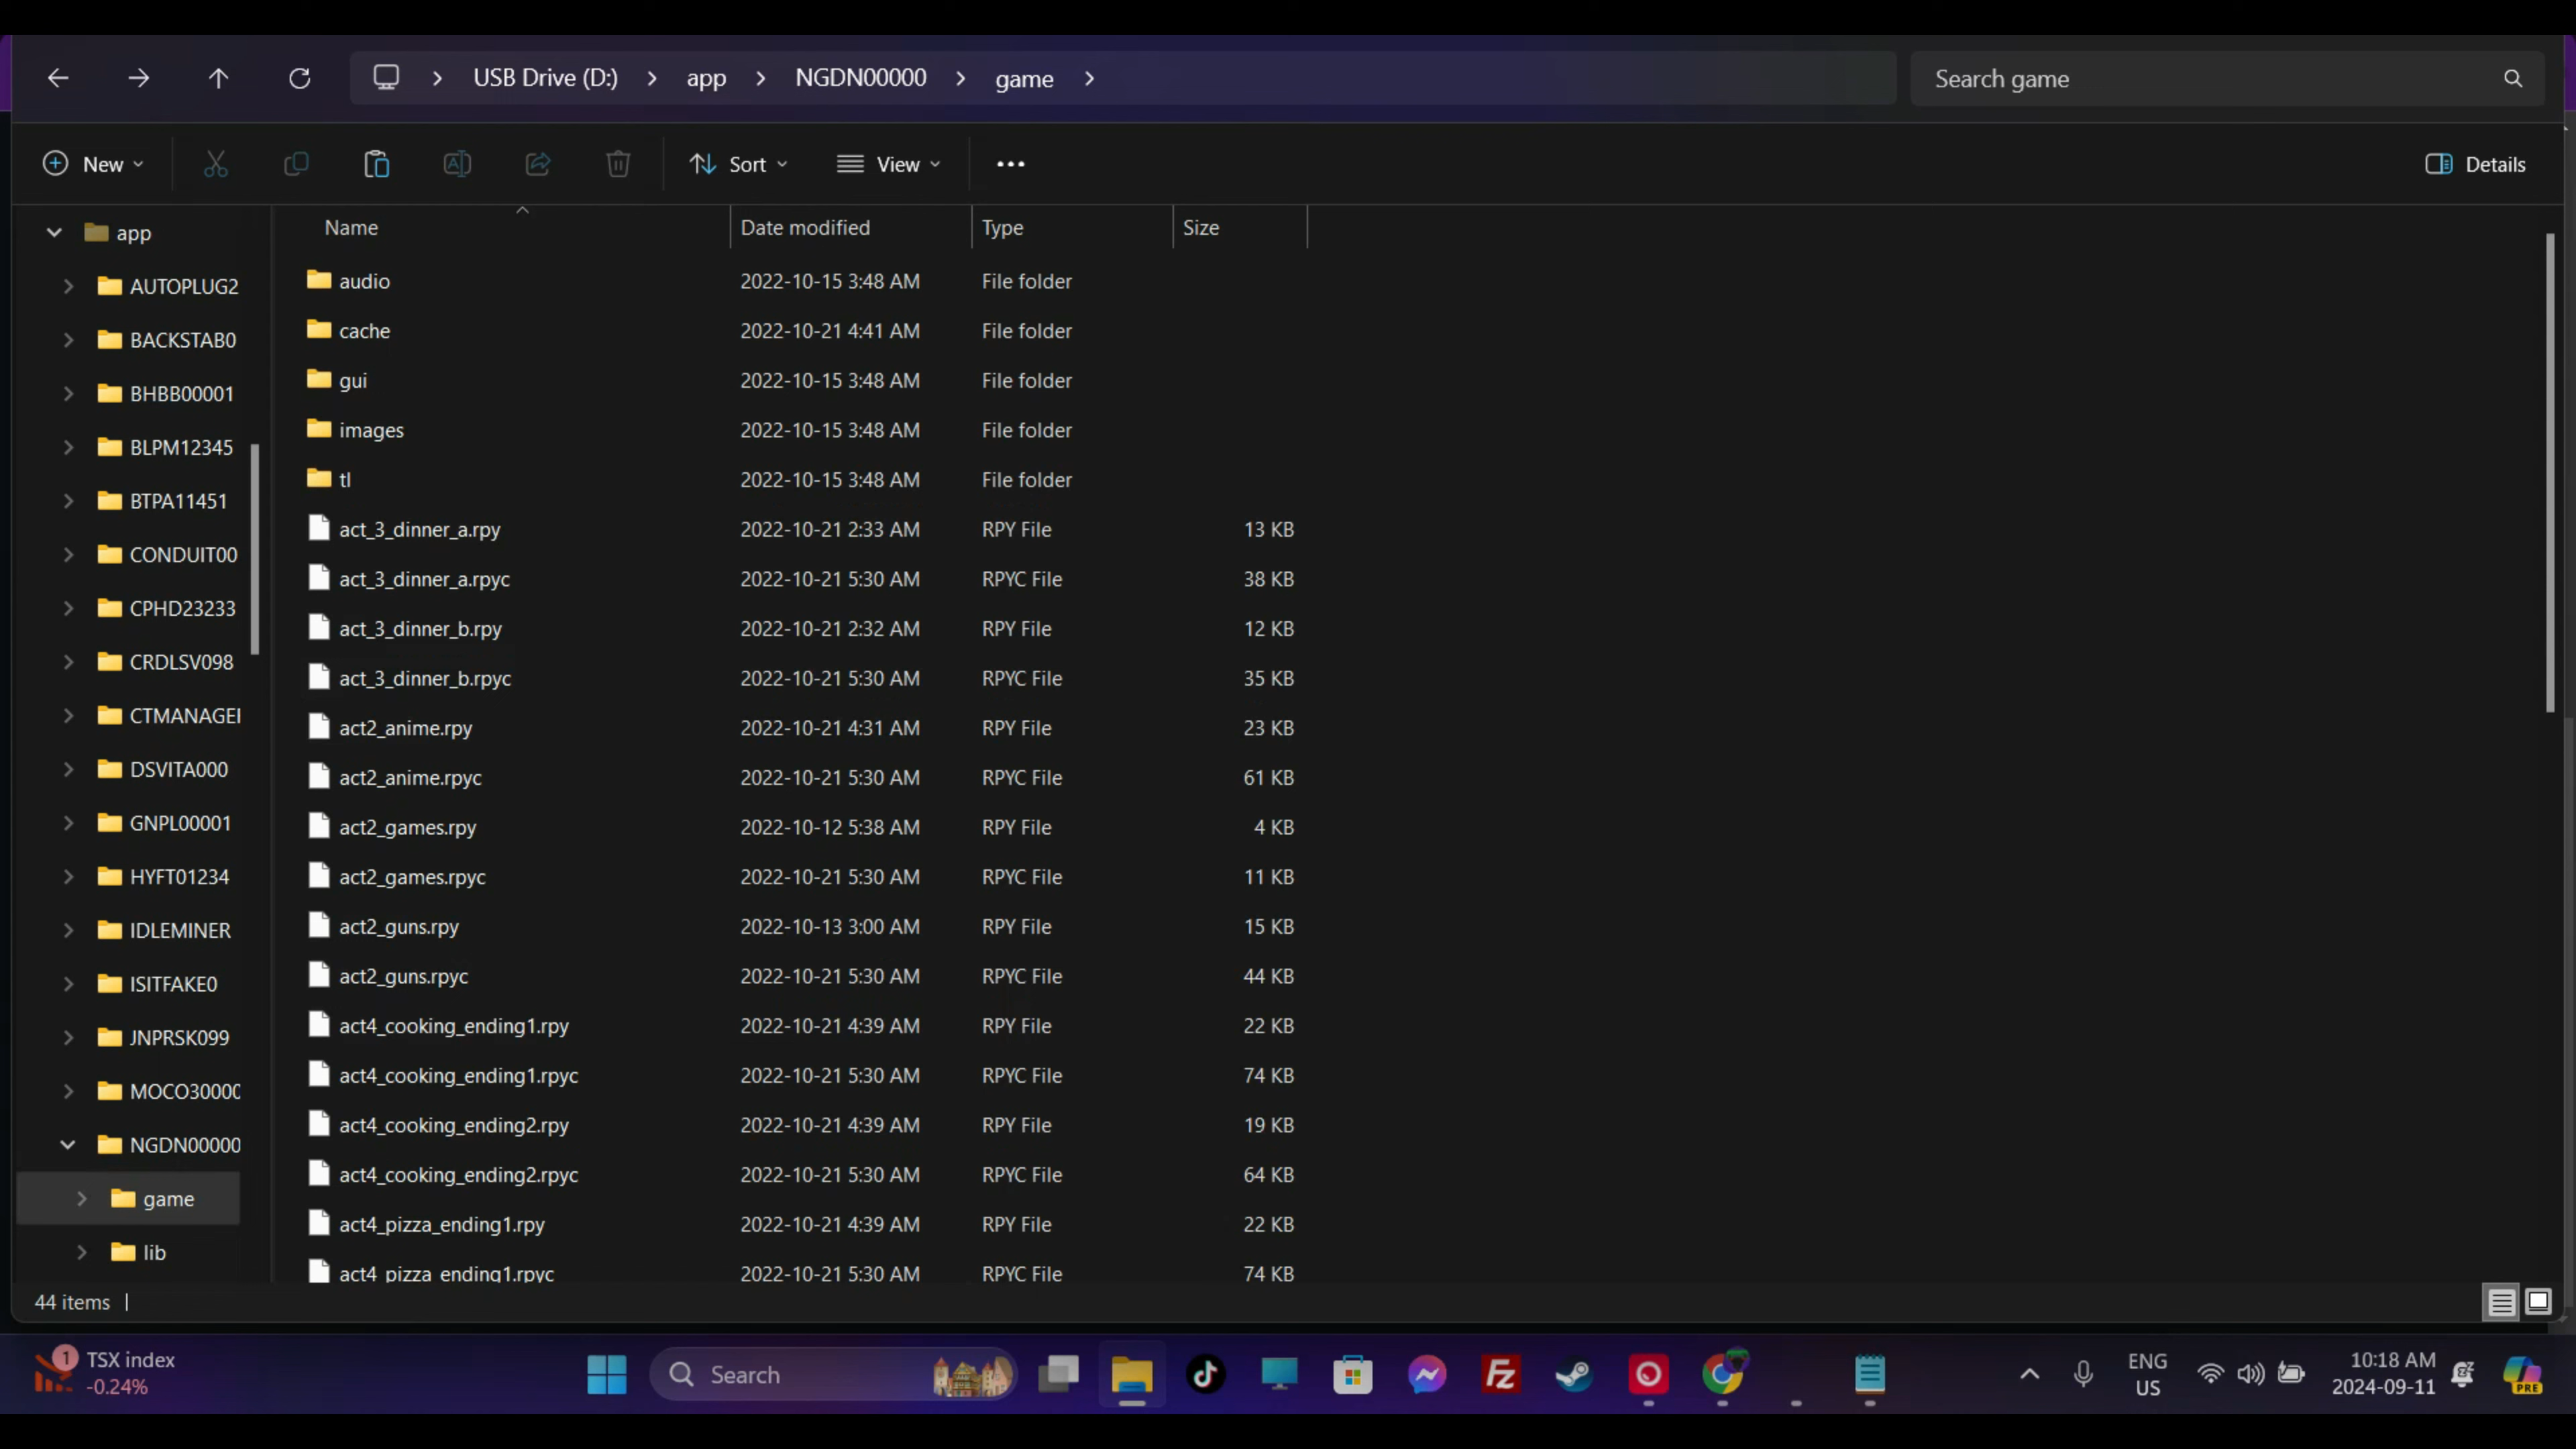 USB Drive (D:) app NGDN00000 game Search game
New Sort View Details
app
AUTOPLUG2
BACKSTAB0
BHBB00001
BLPM12345
BTPA11451
CONDUIT00
CPHD23233
CRDLSV098
CTMANAGE
DSVITA000
GNPL00001
HYFT01234
IDLEMINER
ISITFAKE0
JNPRSK099
MOCO30000
NGDN00000
game
lib
Name Date modified Type Size
audio 2022-10-15 3:48 AM File folder
cache 2022-10-21 4:41 AM File folder
gui 2022-10-15 3:48 AM File folder
images 2022-10-15 3:48 AM File folder
tl 2022-10-15 3:48 AM File folder
act_3_dinner_a.rpy 2022-10-21 2:33 AM RPY File 13 KB
act_3_dinner_a.rpyc 2022-10-21 5:30 AM RPYC File 38 KB
act_3_dinner_b.rpy 2022-10-21 2:32 AM RPY File 12 KB
act_3_dinner_b.rpyc 2022-10-21 5:30 AM RPYC File 35 KB
act2_anime.rpy 2022-10-21 4:31 AM RPY File 23 KB
act2_anime.rpyc 2022-10-21 5:30 AM RPYC File 61 KB
act2_games.rpy 2022-10-12 5:38 AM RPY File 4 KB
act2_games.rpyc 2022-10-21 5:30 AM RPYC File 11 KB
act2_guns.rpy 2022-10-13 3:00 AM RPY File 15 KB
act2_guns.rpyc 2022-10-21 5:30 AM RPYC File 44 KB
act4_cooking_ending1.rpy 2022-10-21 4:39 AM RPY File 22 KB
act4_cooking_ending1.rpyc 2022-10-21 5:30 AM RPYC File 74 KB
act4_cooking_ending2.rpy 2022-10-21 4:39 AM RPY File 19 KB
act4_cooking_ending2.rpyc 2022-10-21 5:30 AM RPYC File 64 KB
act4_pizza_ending1.rpy 2022-10-21 4:39 AM RPY File 22 KB
act4_pizza_ending1.rpyc 2022-10-21 5:30 AM RPYC File 74 KB
44 items
1 TSX index
-0.24%
Search
ENG
US
10:18 AM
2024-09-11
PRE